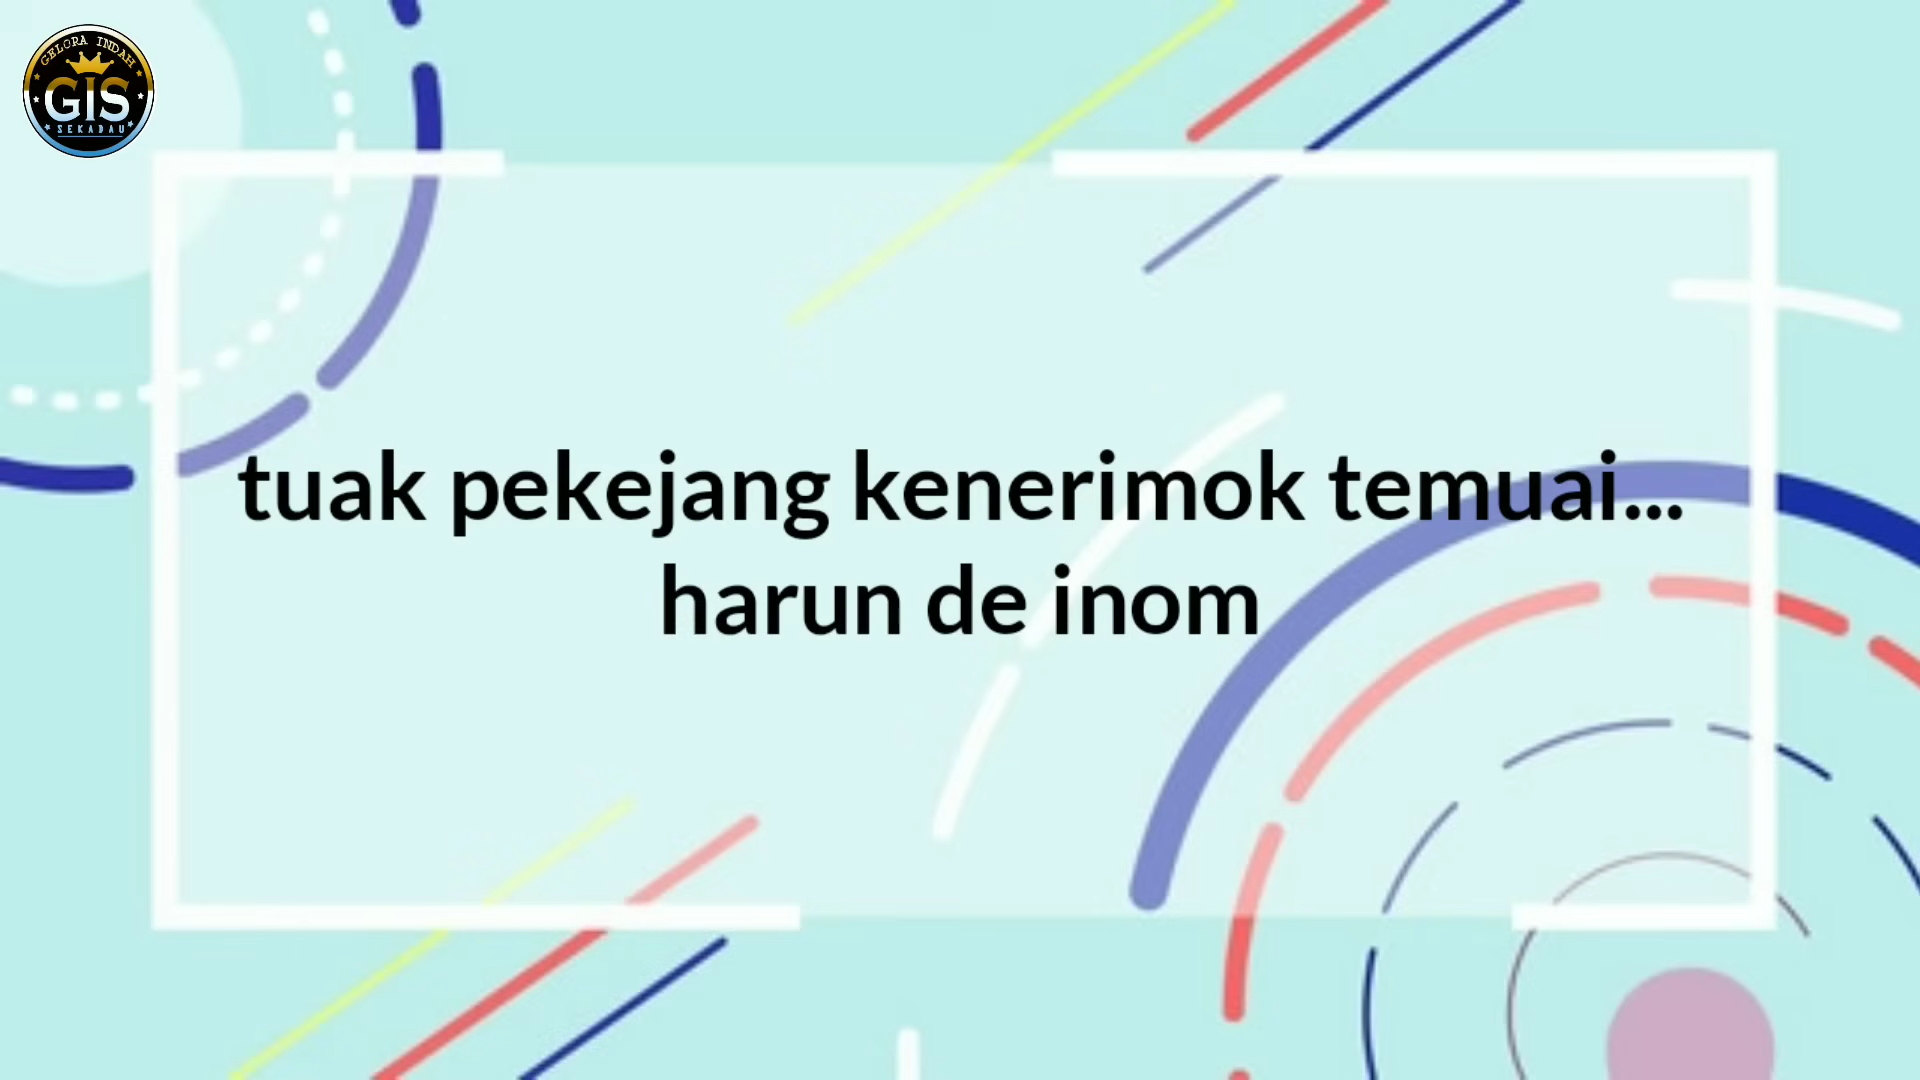 GELORA INDAH
GIS
SEKADAU
tuak pekejang kenerimok temuai...
harun de inom